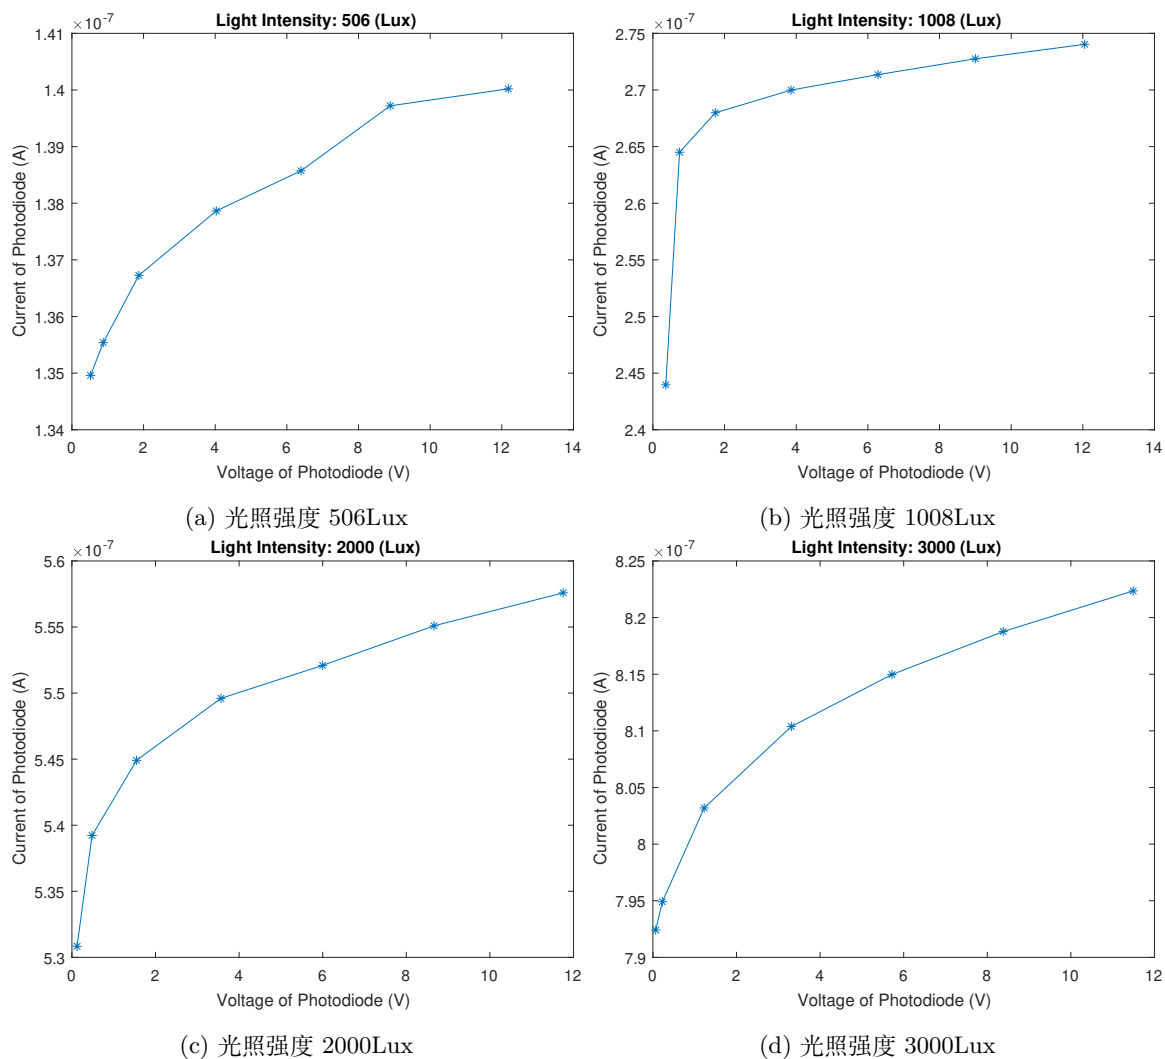 Light Intensity: 506 (Lux)
×10⁻⁷
1.41
1.4
1.39
1.38
1.37
1.36
1.35
1.34
0 2 4 6 8 10 12 14
Current of Photodiode (A)
Voltage of Photodiode (V)
(a) 光照强度 506Lux
Light Intensity: 1008 (Lux)
×10⁻⁷
2.75
2.7
2.65
2.6
2.55
2.5
2.45
2.4
0 2 4 6 8 10 12 14
Current of Photodiode (A)
Voltage of Photodiode (V)
(b) 光照强度 1008Lux
Light Intensity: 2000 (Lux)
×10⁻⁷
5.6
5.55
5.5
5.45
5.4
5.35
5.3
0 2 4 6 8 10 12
Current of Photodiode (A)
Voltage of Photodiode (V)
(c) 光照强度 2000Lux
Light Intensity: 3000 (Lux)
×10⁻⁷
8.25
8.2
8.15
8.1
8.05
8
7.95
7.9
0 2 4 6 8 10 12
Current of Photodiode (A)
Voltage of Photodiode (V)
(d) 光照强度 3000Lux